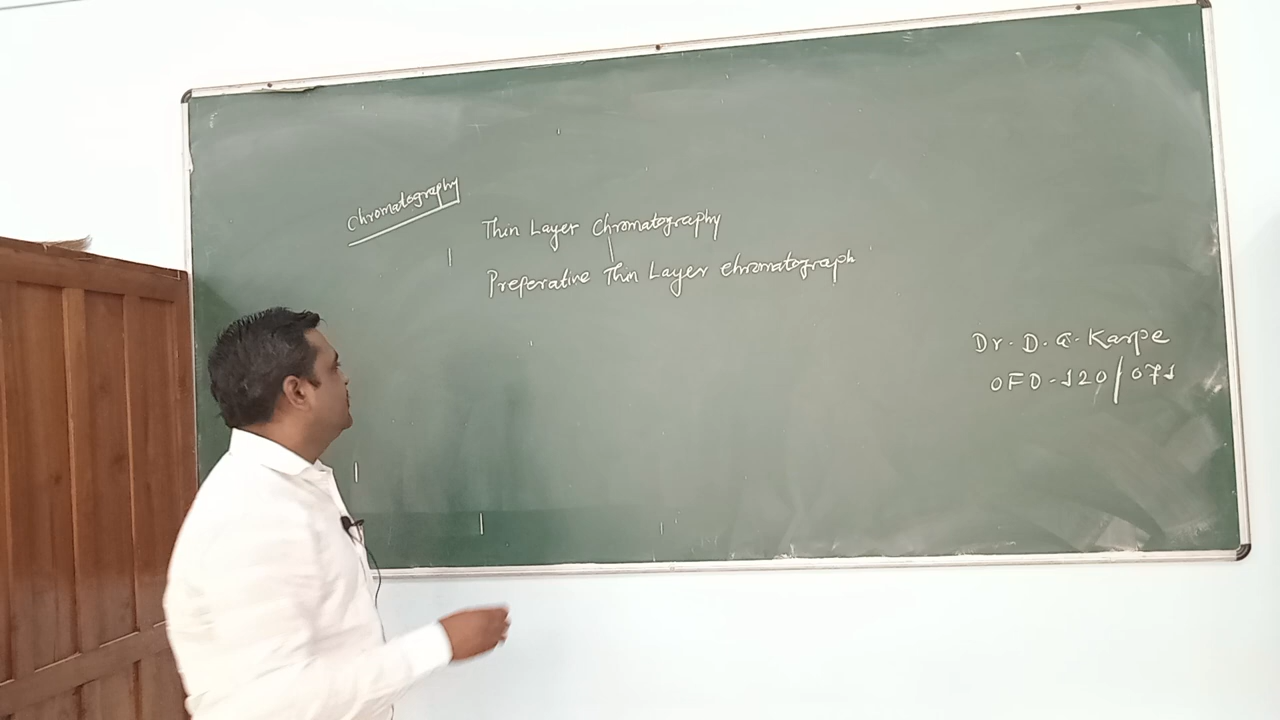 Chromatography
Thin Layer Chromatography
Preperative Thin Layer chromatograph
Dr. D. G. Karpe
OFD-120/071